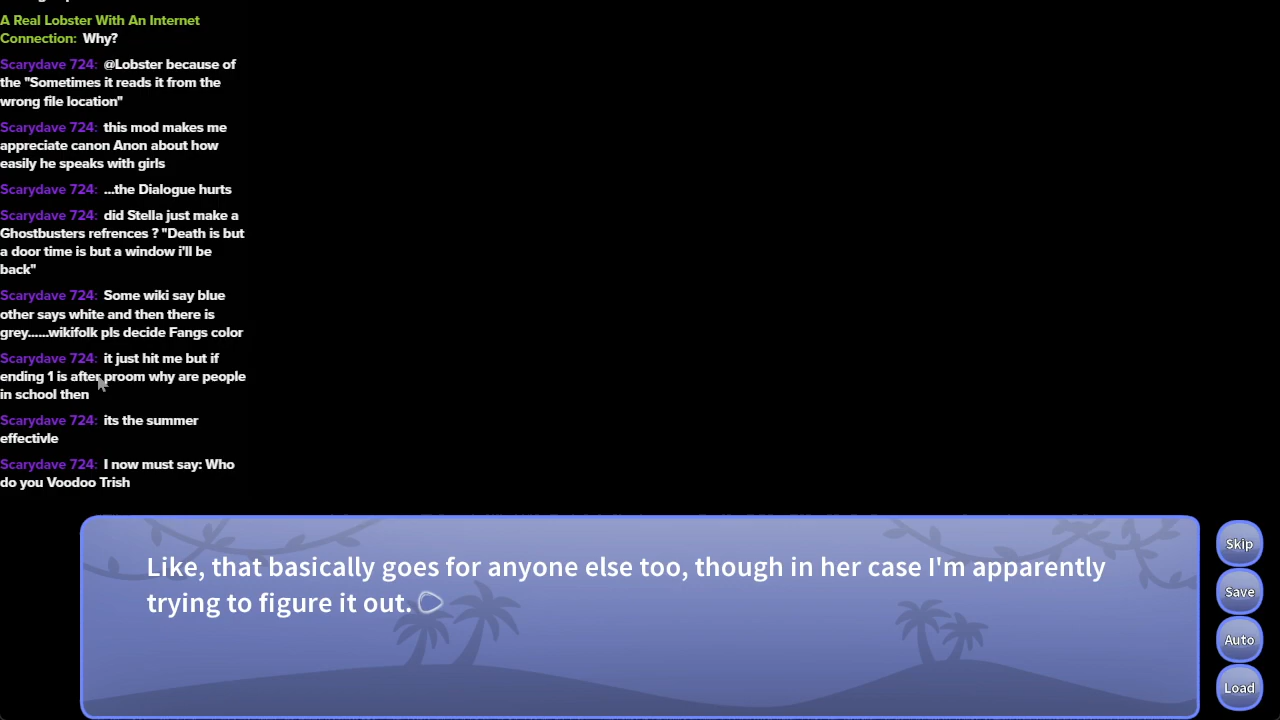 A Real Lobster With An Internet
Connection: Why?
Scarydave 724: @Lobster because of
the "Sometimes it reads it from the
wrong file location"
Scarydave 724: this mod makes me
appreciate canon Anon about how
easily he speaks with girls
Scarydave 724: ...the Dialogue hurts
Scarydave 724: did Stella just make a
Ghostbusters refrences ? "Death is but
a door time is but a window i'll be
back"
Scarydave 724: Some wiki say blue
other says white and then there is
grey......wikifolk pls decide Fangs color
Scarydave 724: it just hit me but if
ending 1 is after proom why are people
in school then
Scarydave 724: its the summer
effectivle
Scarydave 724: I now must say: Who
do you Voodoo Trish
Like, that basically goes for anyone else too, though in her case I'm apparently
trying to figure it out.
Skip
Save
Auto
Load